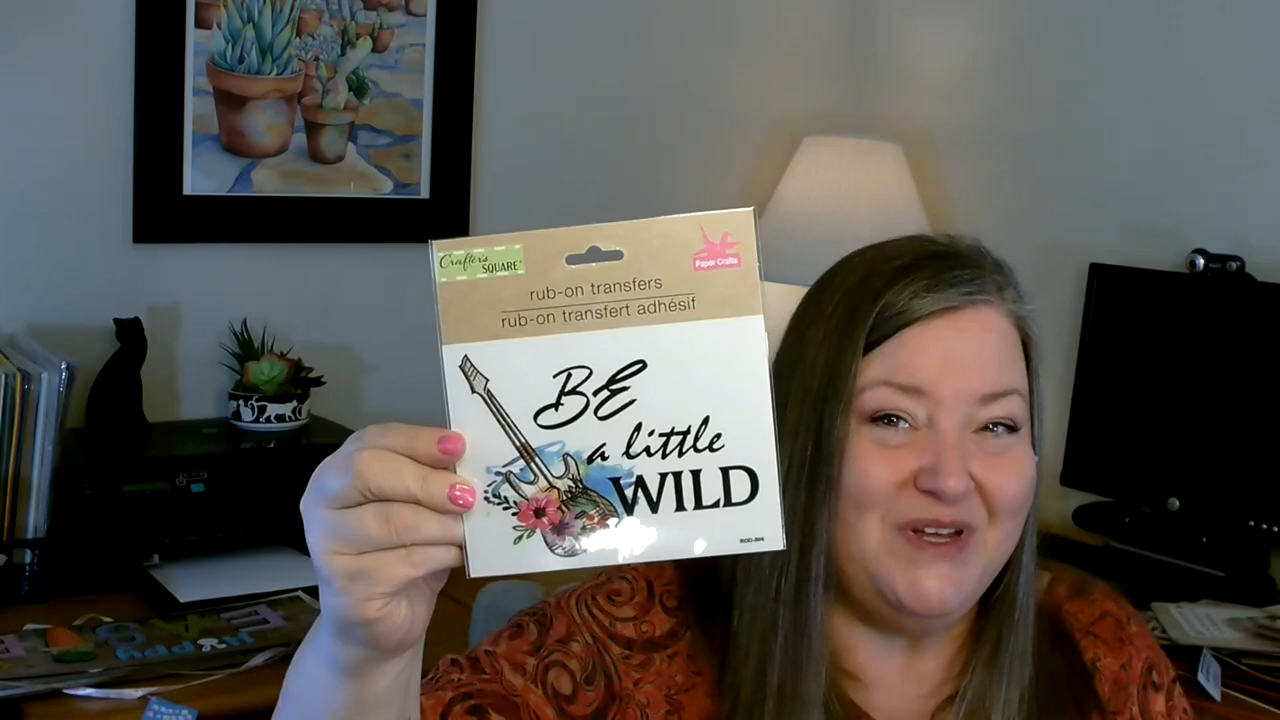 Crafter's
SQUARE
Paper Crafts
rub-on transfers
rub-on transfert adhésif
BE
a little
WILD